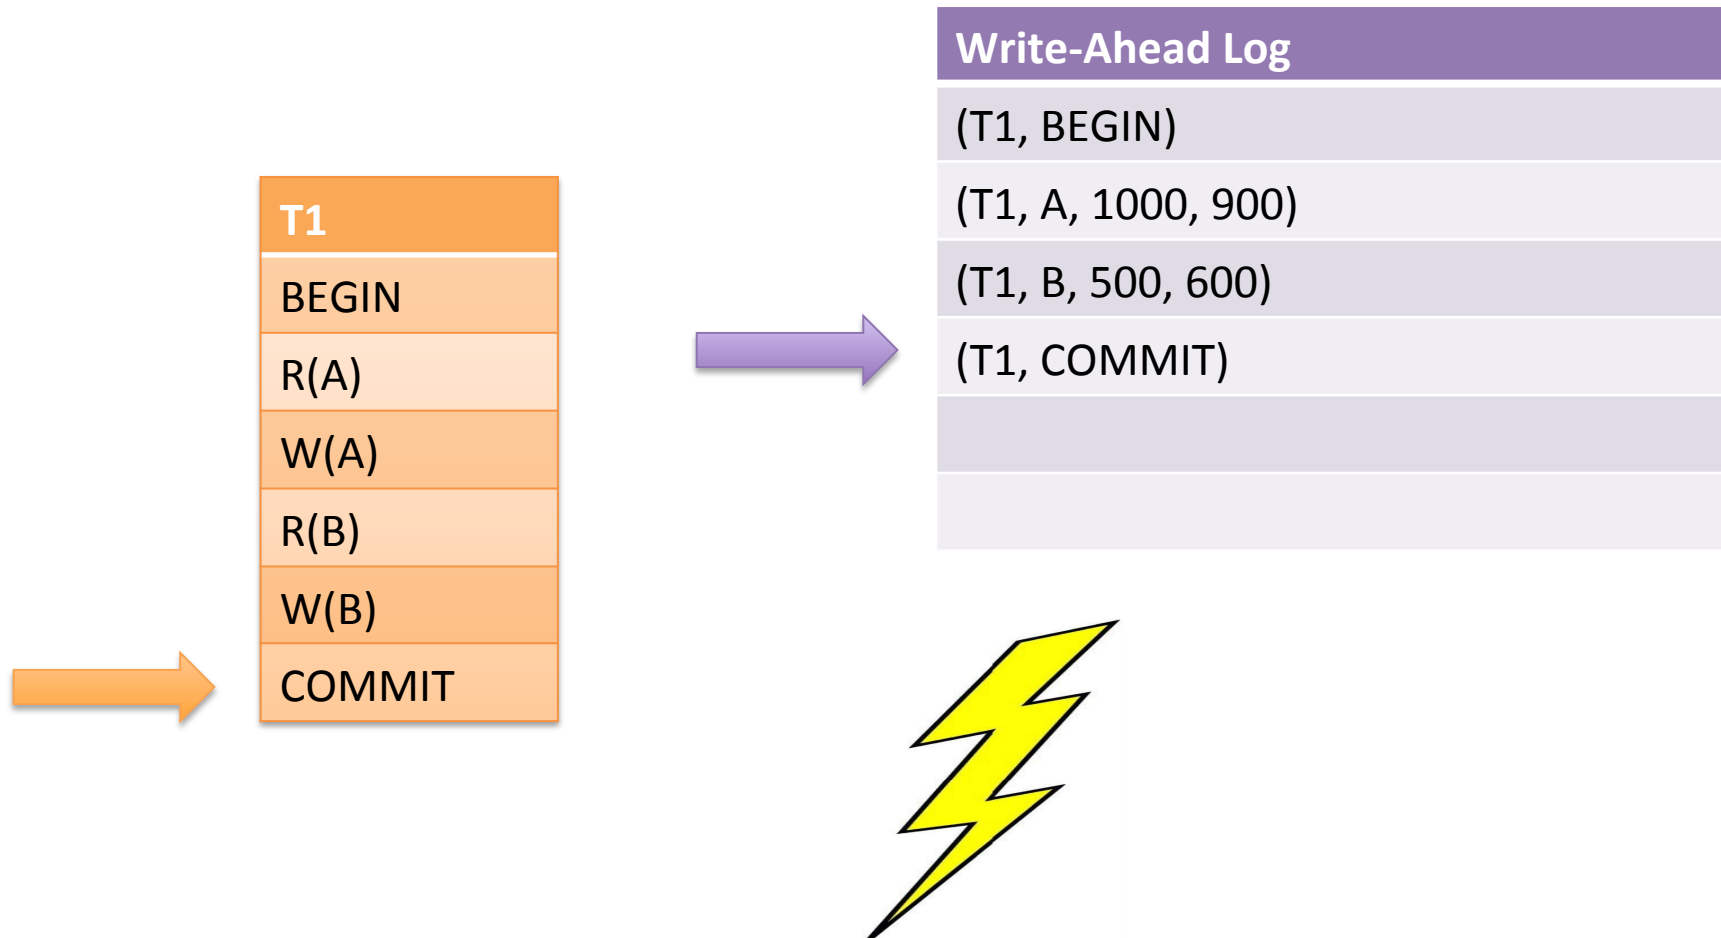 T1
BEGIN
R(A)
W(A)
R(B)
W(B)
COMMIT
Write-Ahead Log
(T1, BEGIN)
(T1, A, 1000, 900)
(T1, B, 500, 600)
(T1, COMMIT)